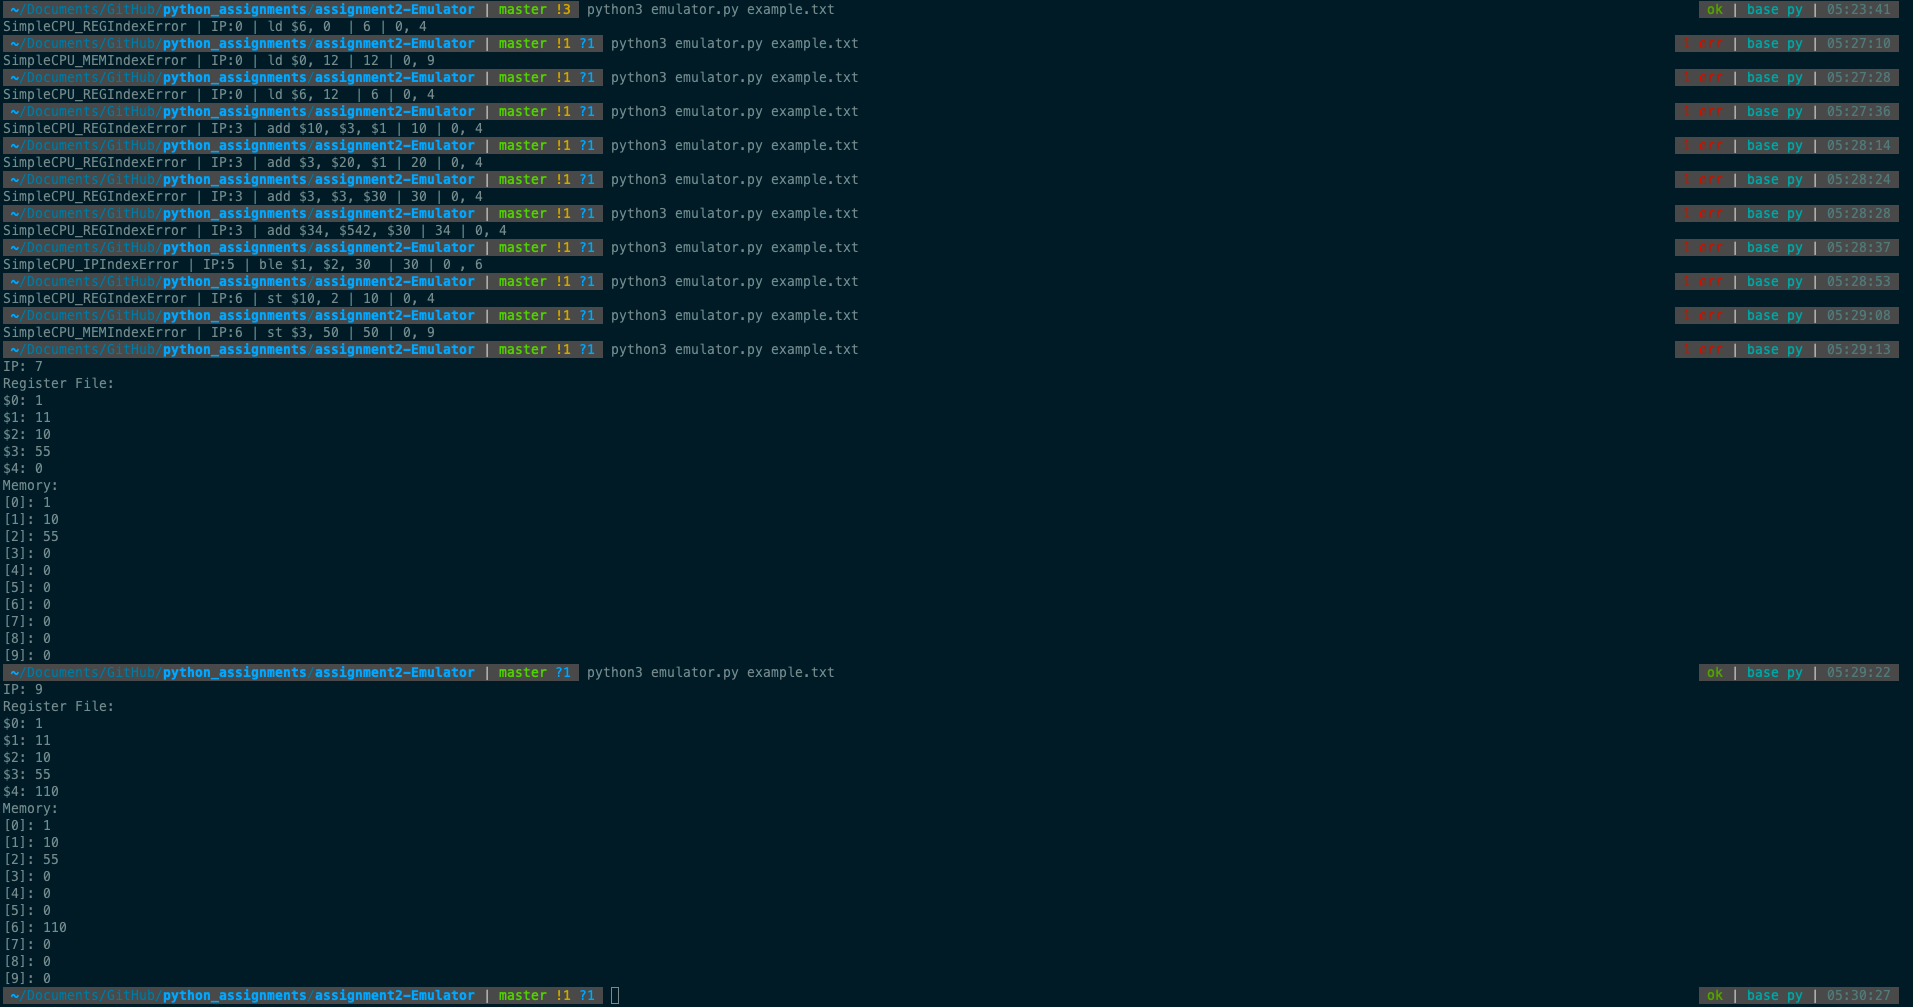 ~/Documents/GitHub/python_assignments/assignment2-Emulator | master !3 python3 emulator.py example.txt ok | base py | 05:23:41
SimpleCPU_REGIndexError | IP:0 | ld $6, 0  | 6 | 0, 4
~/Documents/GitHub/python_assignments/assignment2-Emulator | master !1 ?1 python3 emulator.py example.txt 1 err | base py | 05:27:10
SimpleCPU_MEMIndexError | IP:0 | ld $0, 12 | 12 | 0, 9
~/Documents/GitHub/python_assignments/assignment2-Emulator | master !1 ?1 python3 emulator.py example.txt 1 err | base py | 05:27:28
SimpleCPU_REGIndexError | IP:0 | ld $6, 12  | 6 | 0, 4
~/Documents/GitHub/python_assignments/assignment2-Emulator | master !1 ?1 python3 emulator.py example.txt 1 err | base py | 05:27:36
SimpleCPU_REGIndexError | IP:3 | add $10, $3, $1 | 10 | 0, 4
~/Documents/GitHub/python_assignments/assignment2-Emulator | master !1 ?1 python3 emulator.py example.txt 1 err | base py | 05:28:14
SimpleCPU_REGIndexError | IP:3 | add $3, $20, $1 | 20 | 0, 4
~/Documents/GitHub/python_assignments/assignment2-Emulator | master !1 ?1 python3 emulator.py example.txt 1 err | base py | 05:28:24
SimpleCPU_REGIndexError | IP:3 | add $3, $3, $30 | 30 | 0, 4
~/Documents/GitHub/python_assignments/assignment2-Emulator | master !1 ?1 python3 emulator.py example.txt 1 err | base py | 05:28:28
SimpleCPU_REGIndexError | IP:3 | add $34, $542, $30 | 34 | 0, 4
~/Documents/GitHub/python_assignments/assignment2-Emulator | master !1 ?1 python3 emulator.py example.txt 1 err | base py | 05:28:37
SimpleCPU_IPIndexError | IP:5 | ble $1, $2, 30  | 30 | 0 , 6
~/Documents/GitHub/python_assignments/assignment2-Emulator | master !1 ?1 python3 emulator.py example.txt 1 err | base py | 05:28:53
SimpleCPU_REGIndexError | IP:6 | st $10, 2 | 10 | 0, 4
~/Documents/GitHub/python_assignments/assignment2-Emulator | master !1 ?1 python3 emulator.py example.txt 1 err | base py | 05:29:08
SimpleCPU_MEMIndexError | IP:6 | st $3, 50 | 50 | 0, 9
~/Documents/GitHub/python_assignments/assignment2-Emulator | master !1 ?1 python3 emulator.py example.txt 1 err | base py | 05:29:13
IP: 7
Register File:
$0: 1
$1: 11
$2: 10
$3: 55
$4: 0
Memory:
[0]: 1
[1]: 10
[2]: 55
[3]: 0
[4]: 0
[5]: 0
[6]: 0
[7]: 0
[8]: 0
[9]: 0
~/Documents/GitHub/python_assignments/assignment2-Emulator | master ?1 python3 emulator.py example.txt ok | base py | 05:29:22
IP: 9
Register File:
$0: 1
$1: 11
$2: 10
$3: 55
$4: 110
Memory:
[0]: 1
[1]: 10
[2]: 55
[3]: 0
[4]: 0
[5]: 0
[6]: 110
[7]: 0
[8]: 0
[9]: 0
~/Documents/GitHub/python_assignments/assignment2-Emulator | master !1 ?1 ok | base py | 05:30:27